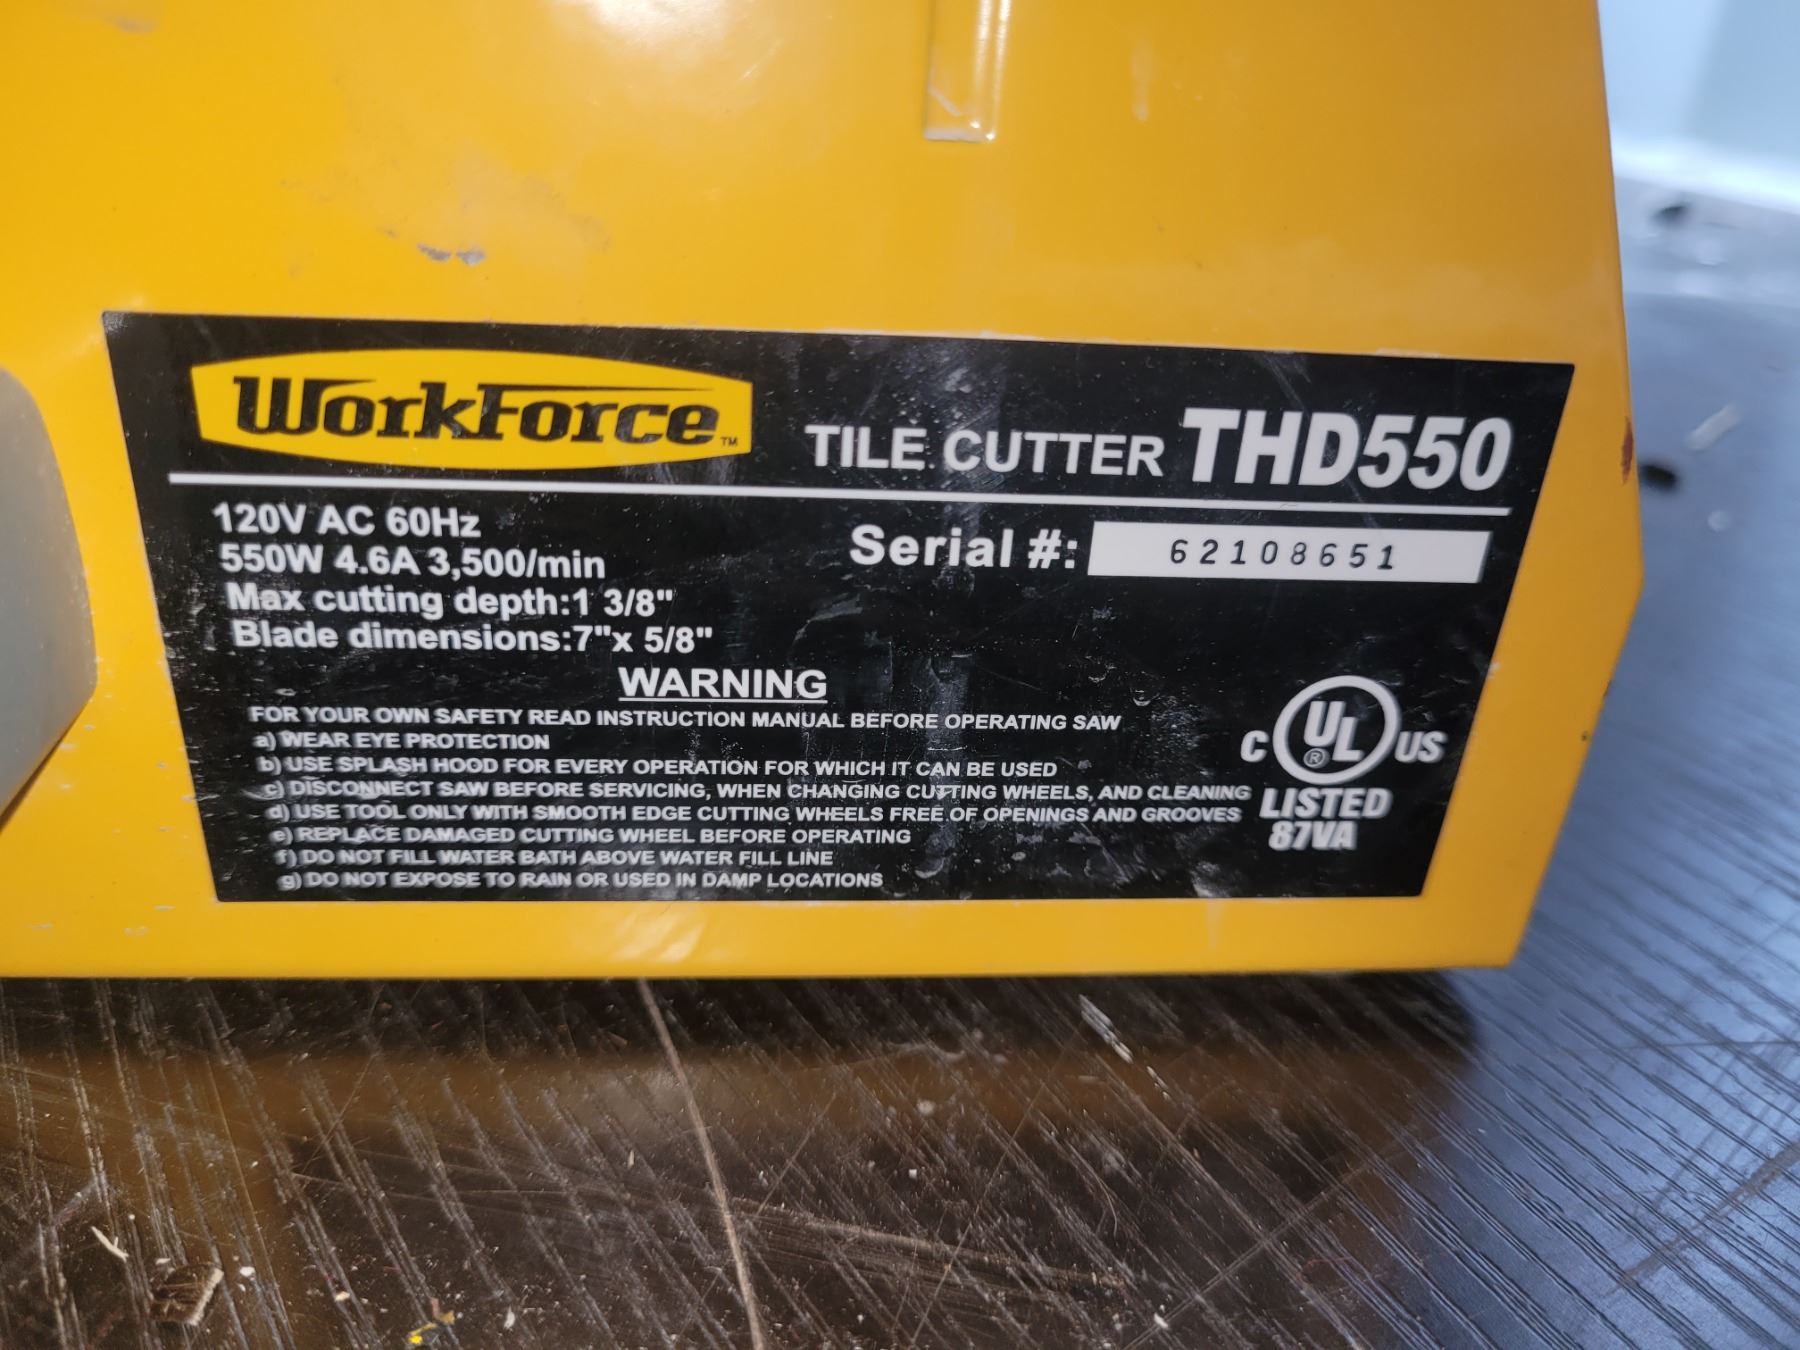 WorkForce™
TILE CUTTER THD550
120V AC 60Hz
550W 4.6A 3,500/min
Max cutting depth:1 3/8"
Blade dimensions:7"x 5/8"
Serial #: 62108651
WARNING
FOR YOUR OWN SAFETY READ INSTRUCTION MANUAL BEFORE OPERATING SAW
a) WEAR EYE PROTECTION
b) USE SPLASH HOOD FOR EVERY OPERATION FOR WHICH IT CAN BE USED
c) DISCONNECT SAW BEFORE SERVICING, WHEN CHANGING CUTTING WHEELS, AND CLEANING
d) USE TOOL ONLY WITH SMOOTH EDGE CUTTING WHEELS FREE OF OPENINGS AND GROOVES
e) REPLACE DAMAGED CUTTING WHEEL BEFORE OPERATING
f) DO NOT FILL WATER BATH ABOVE WATER FILL LINE
g) DO NOT EXPOSE TO RAIN OR USED IN DAMP LOCATIONS
C UL® US
LISTED
87VA